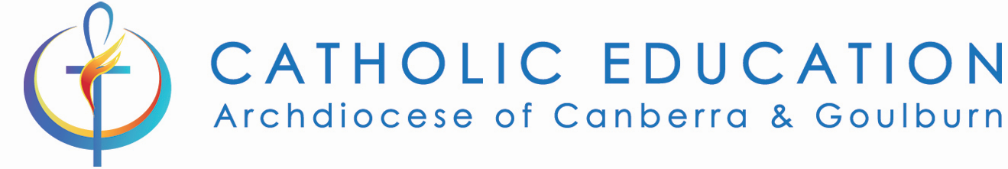 CATHOLIC EDUCATION
Archdiocese of Canberra & Goulburn